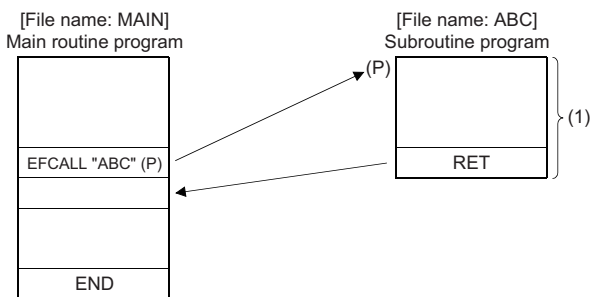 [File name: MAIN]
Main routine program
EFCALL "ABC" (P)
END
[File name: ABC]
Subroutine program
(P)
(1)
RET